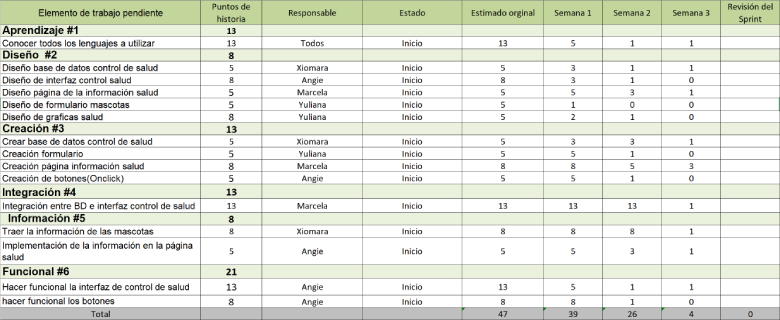 Elemento de trabajo pendiente Puntos de historia Responsable Estado Estimado orginal Semana 1 Semana 2 Semana 3 Revisión del Sprint
Aprendizaje #1 13
Conocer todos los lenguajes a utilizar 13 Todos Inicio 13 5 1 1
Diseño #2 8
Diseño base de datos control de salud 5 Xiomara Inicio 5 3 1 1
Diseño de interfaz control salud 8 Angie Inicio 8 3 1 0
Diseño página de la información salud 5 Marcela Inicio 5 5 3 1
Diseño de formulario mascotas 5 Yuliana Inicio 5 1 0 0
Diseño de graficas salud 8 Yuliana Inicio 5 2 1 0
Creación #3 13
Crear base de datos control de salud 5 Xiomara Inicio 5 3 3 1
Creación formulario 5 Yuliana Inicio 5 5 1 0
Creación página información salud 8 Marcela Inicio 8 8 5 3
Creación de botones(Onclick) 5 Angie Inicio 5 5 1 0
Integración #4 13
Integración entre BD e interfaz control de salud 13 Marcela Inicio 13 13 13 1
Información #5 8
Traer la información de las mascotas 8 Xiomara Inicio 8 8 8 1
Implementación de la información en la página salud 5 Angie Inicio 5 5 3 1
Funcional #6 21
Hacer funcional la interfaz de control de salud 13 Angie Inicio 13 5 1 1
hacer funcional los botones 8 Angie Inicio 8 8 1 0
Total 47 39 26 4 0